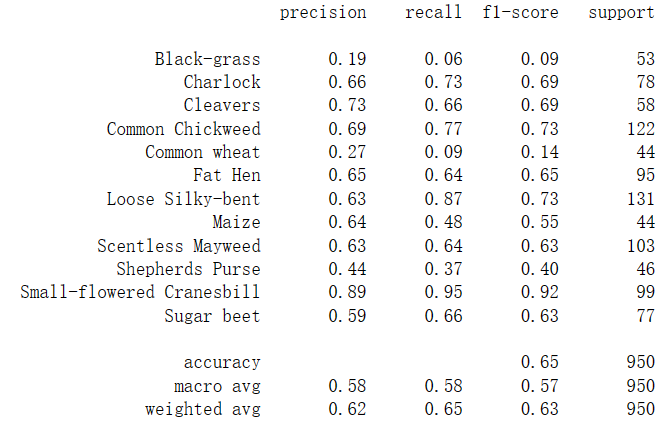 precision recall f1-score support
Black-grass 0.19 0.06 0.09 53
Charlock 0.66 0.73 0.69 78
Cleavers 0.73 0.66 0.69 58
Common Chickweed 0.69 0.77 0.73 122
Common wheat 0.27 0.09 0.14 44
Fat Hen 0.65 0.64 0.65 95
Loose Silky-bent 0.63 0.87 0.73 131
Maize 0.64 0.48 0.55 44
Scentless Mayweed 0.63 0.64 0.63 103
Shepherds Purse 0.44 0.37 0.40 46
Small-flowered Cranesbill 0.89 0.95 0.92 99
Sugar beet 0.59 0.66 0.63 77
accuracy 0.65 950
macro avg 0.58 0.58 0.57 950
weighted avg 0.62 0.65 0.63 950